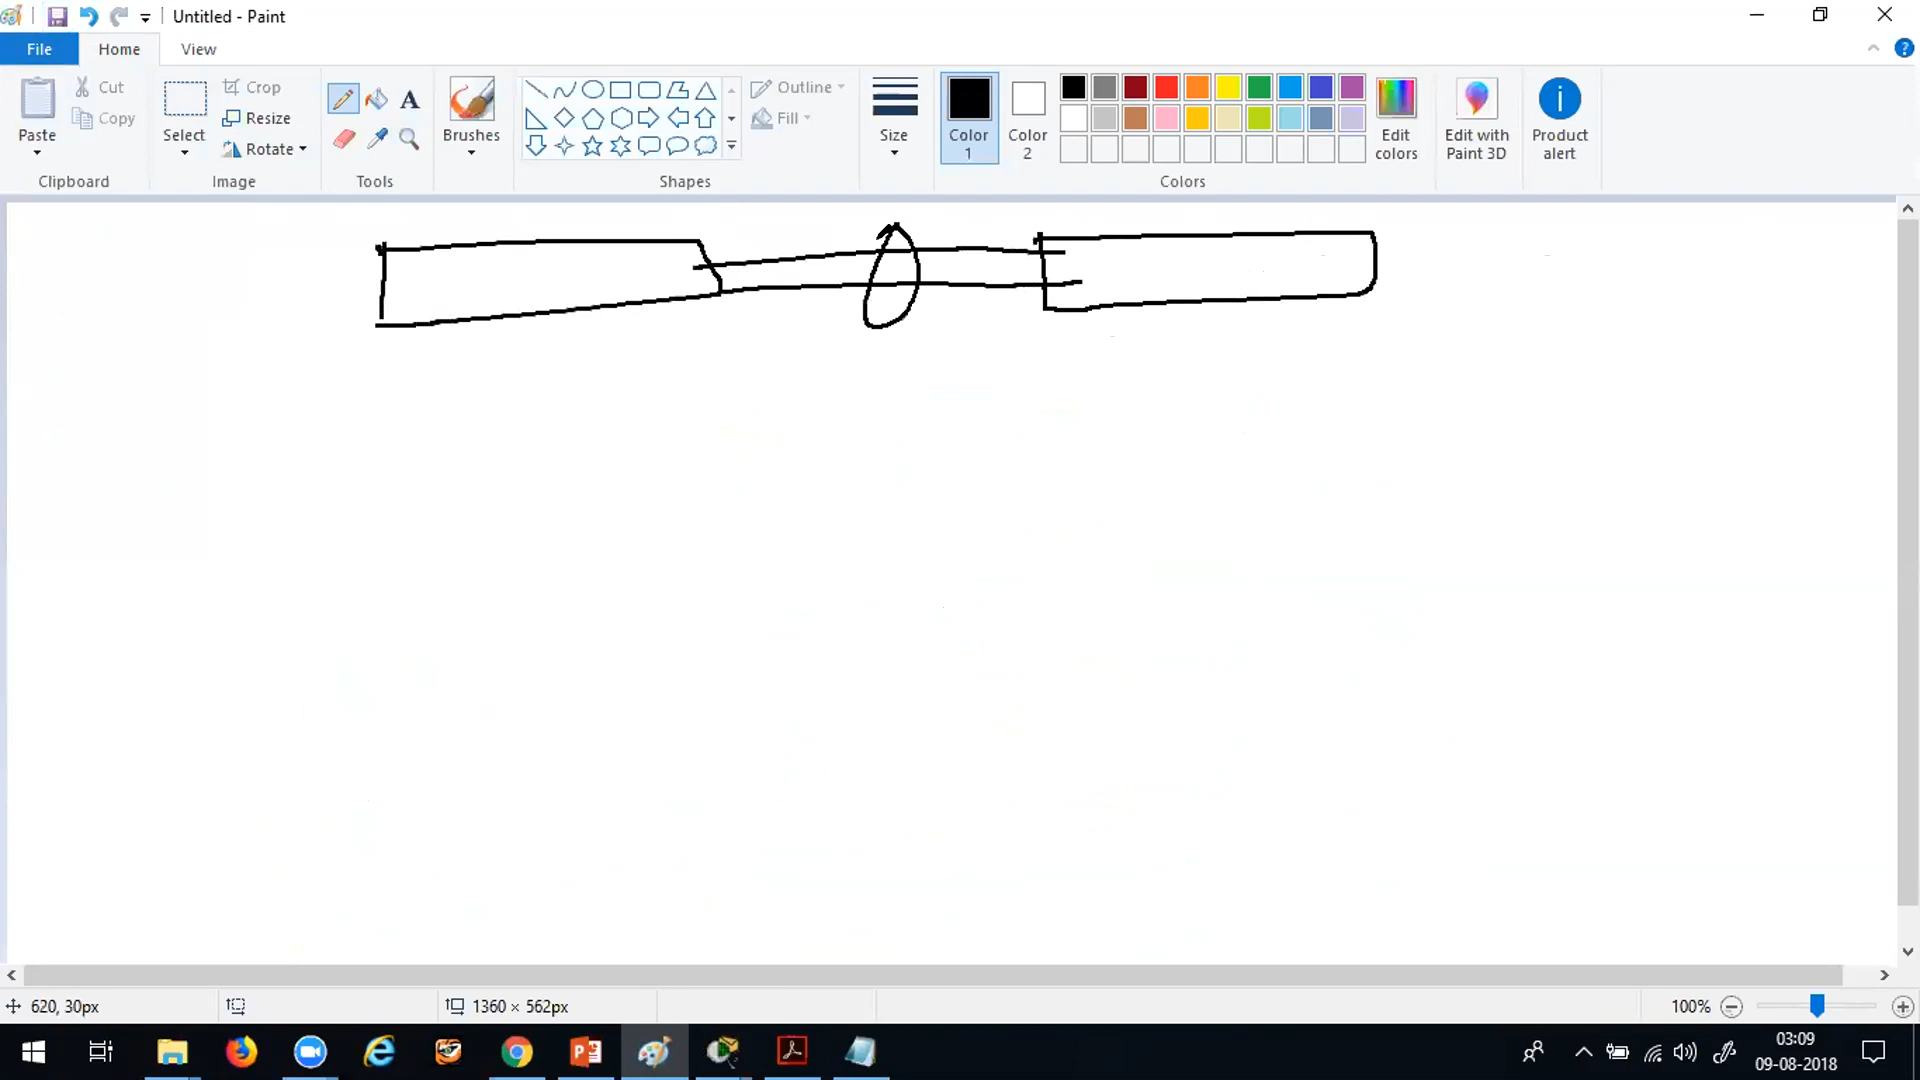 Untitled - Paint
File Home View
Paste
Cut
Copy
Clipboard
Select
Crop
Resize
Rotate
Image
A
Tools
Brushes
Shapes
Outline
Fill
Size
Color 1
Color 2
Colors
Edit colors
Edit with Paint 3D
Product alert
620, 30px
1360 × 562px
100%
03:09
09-08-2018